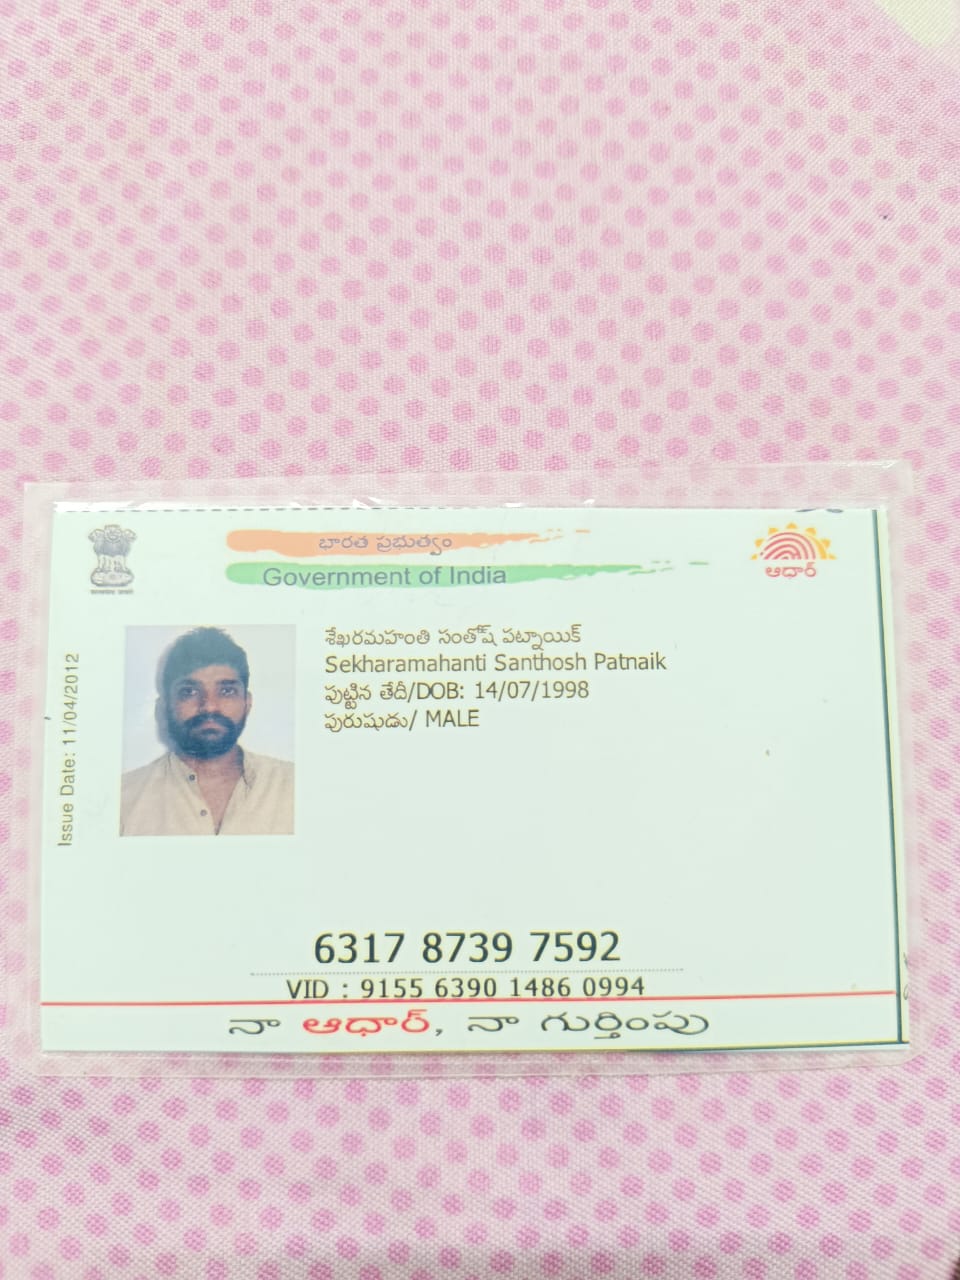 భారత ప్రభుత్వం
Government of India
ఆధార్
శేఖరమహంతి సంతోష్ పట్నాయిక్
Sekharamahanti Santhosh Patnaik
పుట్టిన తేదీ/DOB: 14/07/1998
పురుషుడు/ MALE
Issue Date: 11/04/2012
6317 8739 7592
VID : 9155 6390 1486 0994
నా ఆధార్, నా గుర్తింపు